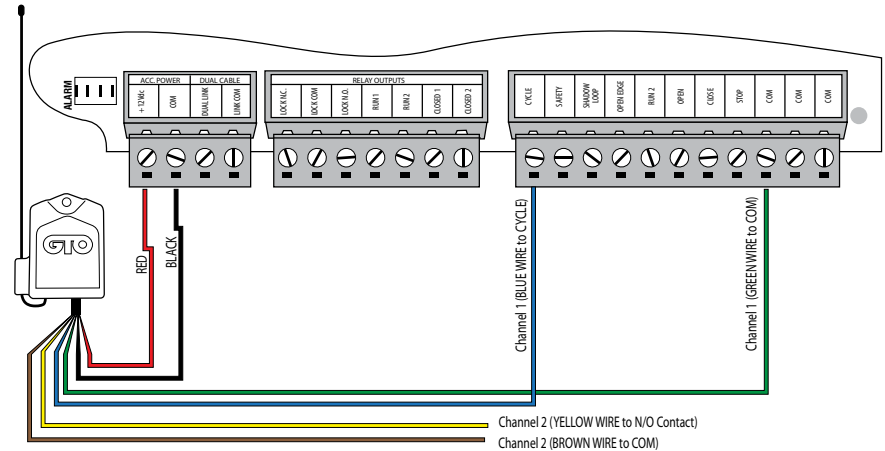 ALARM
ACC. POWER
DUAL CABLE
+ 12 Vdc
COM
DUAL LINK
LINK COM
RELAY OUTPUTS
LOCK N.C.
LOCK COM
LOCK N.O.
RUN 1
RUN 2
CLOSED 1
CLOSED 2
CYCLE
SAFETY
SHADOW
LOOP
OPEN EDGE
RUN 2
OPEN
CLOSE
STOP
COM
COM
COM
GTO
RED
BLACK
Channel 1 (BLUE WIRE to CYCLE)
Channel 1 (GREEN WIRE to COM)
Channel 2 (YELLOW WIRE to N/O Contact)
Channel 2 (BROWN WIRE to COM)